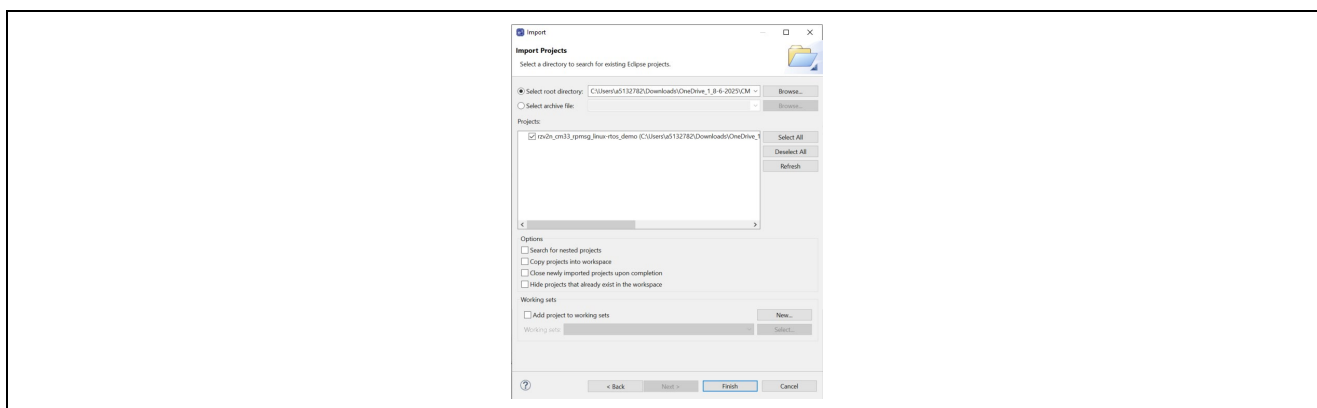 Import
Import Projects
Select a directory to search for existing Eclipse projects.
Select root directory: C:\Users\a5132782\Downloads\OneDrive_1_8-6-2025\CM Browse...
Select archive file: Browse...
Projects:
rzv2n_cm33_rpmsg_linux-rtos_demo (C:\Users\a5132782\Downloads\OneDrive_1
Select All
Deselect All
Refresh
Options
Search for nested projects
Copy projects into workspace
Close newly imported projects upon completion
Hide projects that already exist in the workspace
Working sets
Add project to working sets New...
Working sets: Select...
? < Back Next > Finish Cancel